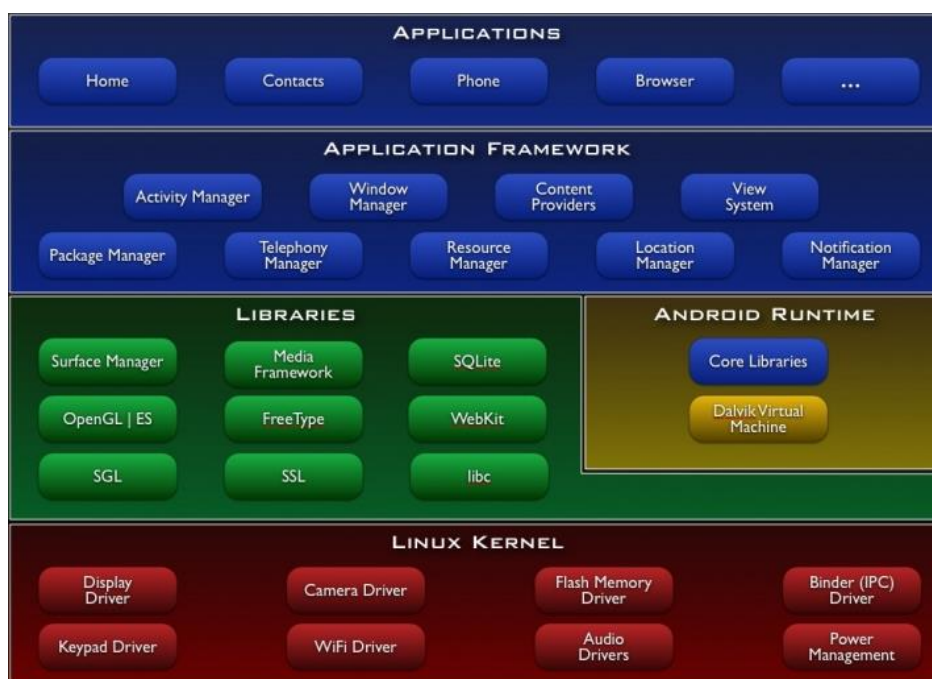 APPLICATIONS
Home
Contacts
Phone
Browser
...
APPLICATION FRAMEWORK
Activity Manager
Window
Manager
Content
Providers
View
System
Package Manager
Telephony
Manager
Resource
Manager
Location
Manager
Notification
Manager
LIBRARIES
Surface Manager
Media
Framework
SQLite
OpenGL | ES
FreeType
WebKit
SGL
SSL
libc
ANDROID RUNTIME
Core Libraries
Dalvik Virtual
Machine
LINUX KERNEL
Display
Driver
Camera Driver
Flash Memory
Driver
Binder (IPC)
Driver
Keypad Driver
WiFi Driver
Audio
Drivers
Power
Management